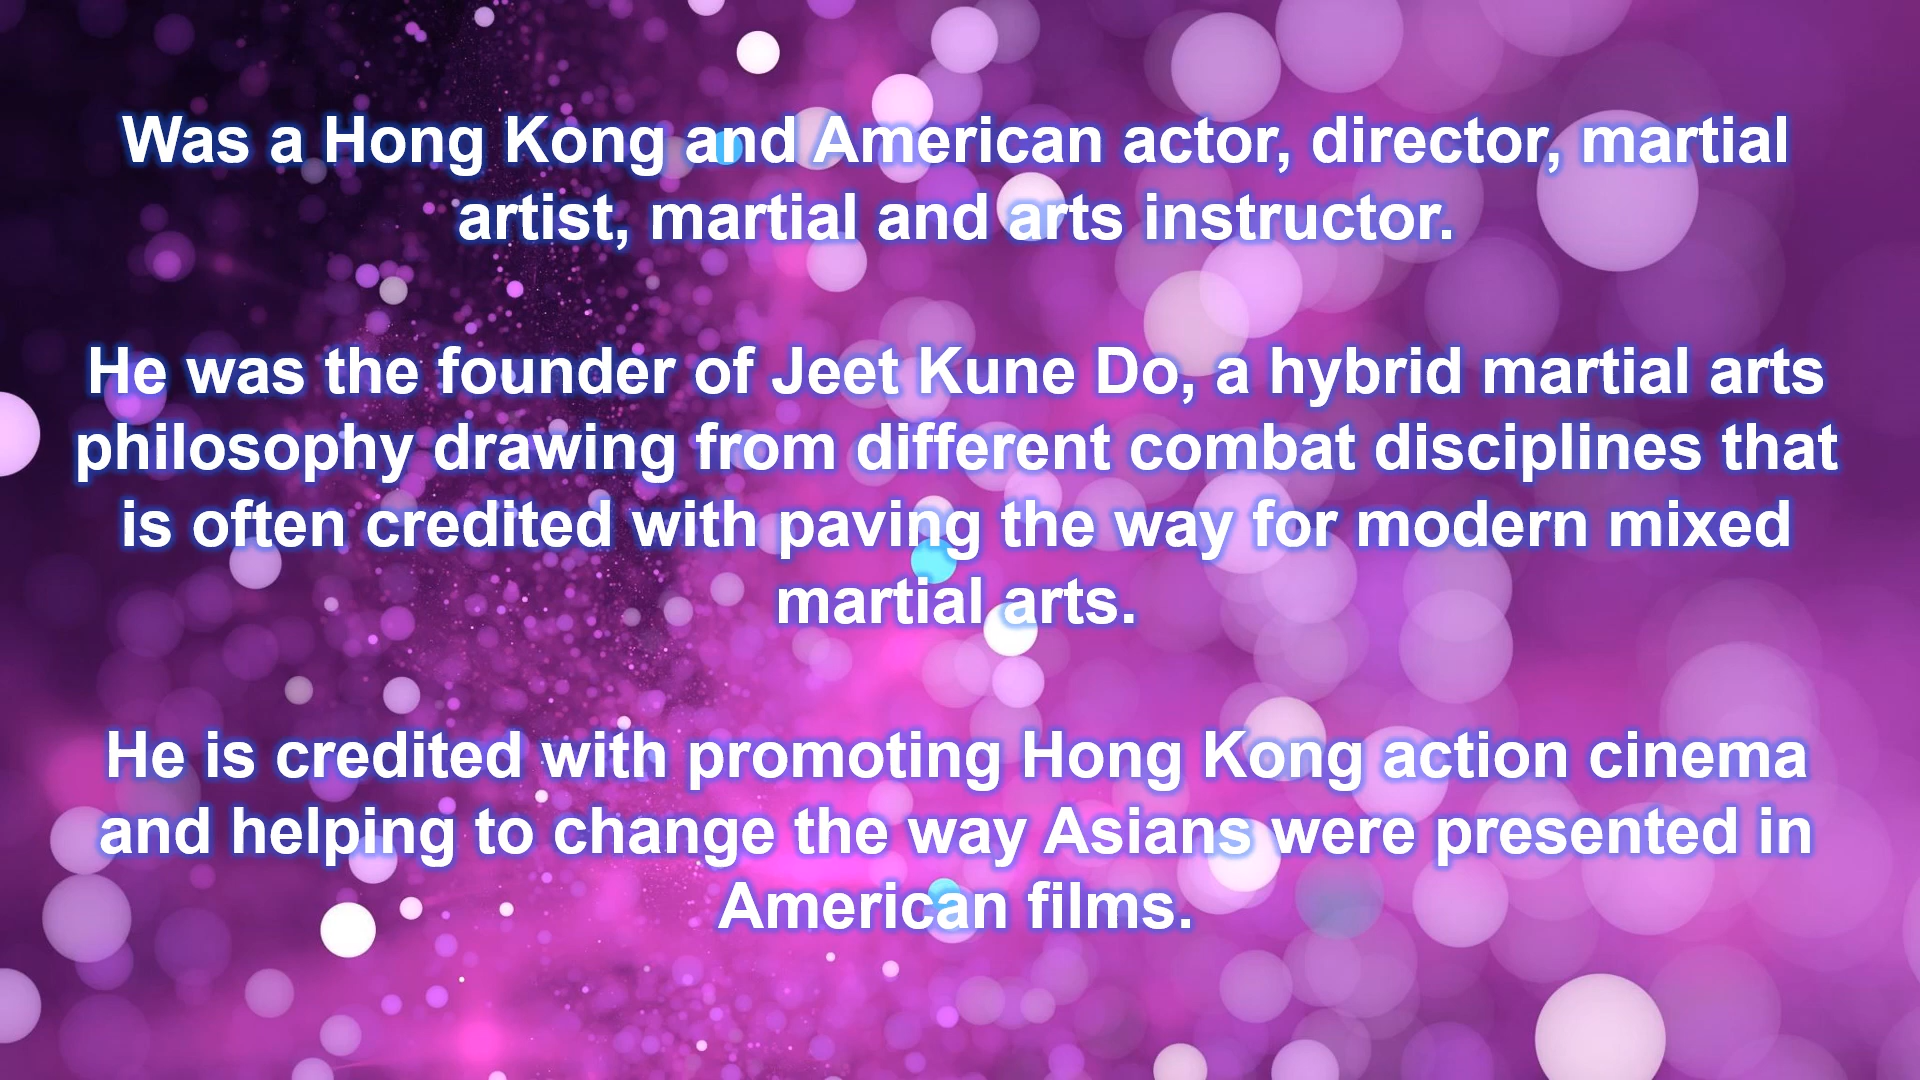 Was a Hong Kong and American actor, director, martial
artist, martial and arts instructor.
He was the founder of Jeet Kune Do, a hybrid martial arts
philosophy drawing from different combat disciplines that
is often credited with paving the way for modern mixed
martial arts.
He is credited with promoting Hong Kong action cinema
and helping to change the way Asians were presented in
American films.